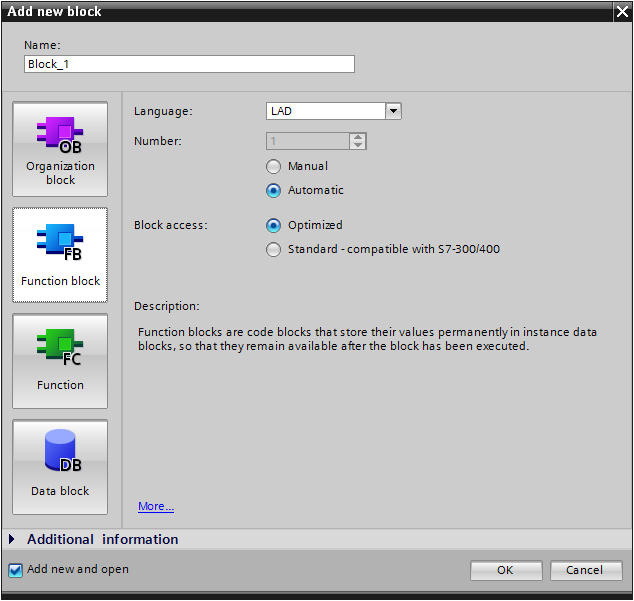 Add new block
Name:
Block_1
OB
Organization
block
FB
Function block
FC
Function
DB
Data block
Language:
LAD
Number:
1
Manual
Automatic
Block access:
Optimized
Standard - compatible with S7-300/400
Description:
Function blocks are code blocks that store their values permanently in instance data
blocks, so that they remain available after the block has been executed.
More...
Additional information
Add new and open
OK
Cancel